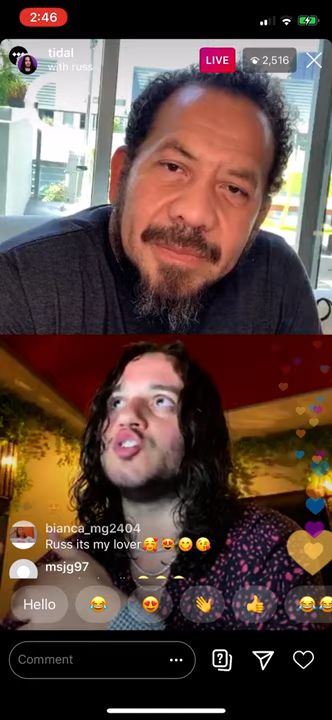 2:46
tidal
with russ
LIVE
2,516
bianca_mg2404
Russ its my lover🥰😍😋😘
msjg97
Hello
Comment